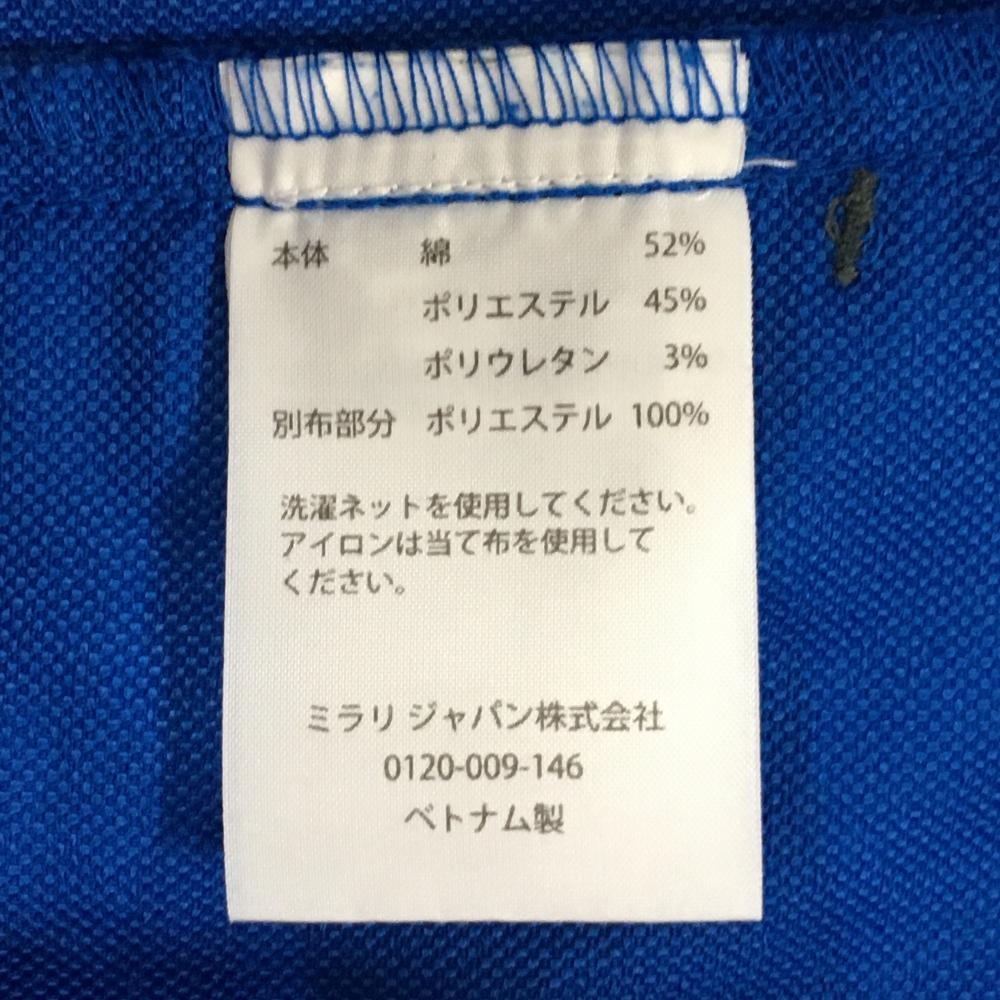 本体 綿 52%
ポリエステル 45%
ポリウレタン 3%
別布部分 ポリエステル 100%
洗濯ネットを使用してください。
アイロンは当て布を使用して
ください。
ミラリ ジャパン株式会社
0120-009-146
ベトナム製